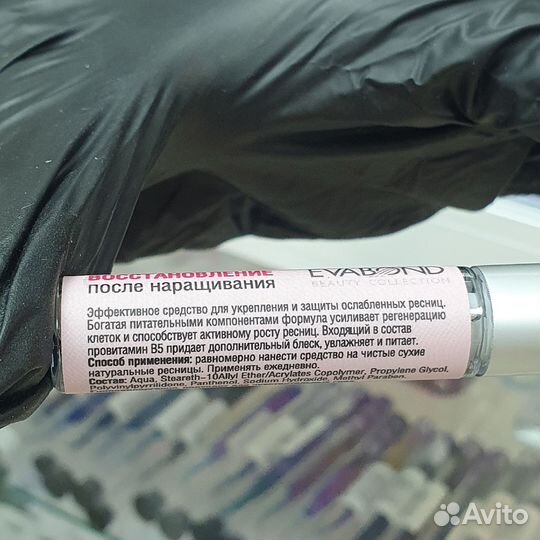 ВОССТАНОВЛЕНИЕ
после наращивания
EVABOND
BEAUTY COLLECTION
Эффективное средство для укрепления и защиты ослабленных ресниц.
Богатая питательными компонентами формула усиливает регенерацию
клеток и способствует активному росту ресниц. Входящий в состав
провитамин B5 придает дополнительный блеск, увлажняет и питает.
Способ применения: равномерно нанести средство на чистые сухие
натуральные ресницы. Применять ежедневно.
Состав: Aqua, Steareth-10Allyl Ether/Acrylates Copolymer, Propylene Glycol,
Polyvinylpyrrilidone, Panthenol, Sodium Hydroxide, Methyl Paraben,
Avito